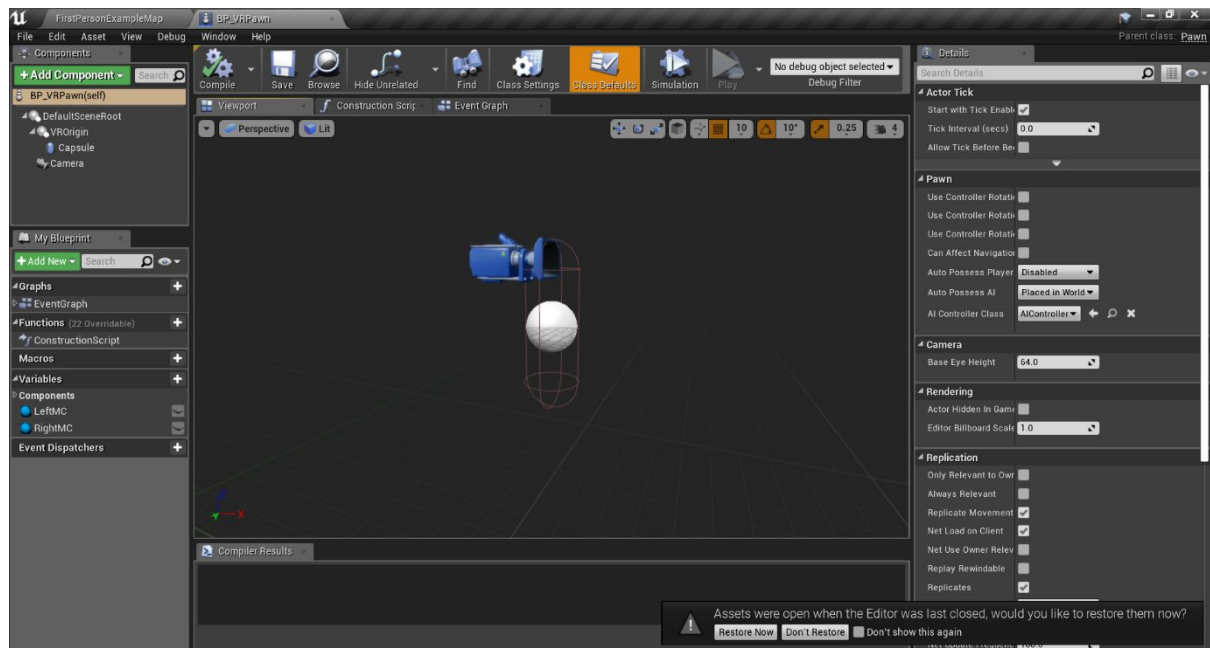 FirstPersonExampleMap
BP_VRPawn
File Edit Asset View Debug Window Help
Parent class: Pawn
Components
+Add Component
Search
BP_VRPawn(self)
DefaultSceneRoot
VROrigin
Capsule
Camera
My Blueprint
+Add New
Search
Graphs
EventGraph
Functions (22 Overridable)
ConstructionScript
Macros
Variables
Components
LeftMC
RightMC
Event Dispatchers
Compile
Save
Browse
Hide Unrelated
Find
Class Settings
Class Defaults
Simulation
Play
No debug object selected
Debug Filter
Viewport
Construction Scrip
Event Graph
Perspective
Lit
10
10°
0.25
4
X
Compiler Results
Details
Search Details
Actor Tick
Start with Tick Enabl
Tick Interval (secs) 0.0
Allow Tick Before Be
Pawn
Use Controller Rotati
Use Controller Rotati
Use Controller Rotati
Can Affect Navigation
Auto Possess Player Disabled
Auto Possess AI Placed in World
AI Controller Class AIController
Camera
Base Eye Height 64.0
Rendering
Actor Hidden In Game
Editor Billboard Scale 1.0
Replication
Only Relevant to Owr
Always Relevant
Replicate Movement
Net Load on Client
Net Use Owner Relev
Replay Rewindable
Replicates
Assets were open when the Editor was last closed, would you like to restore them now?
Restore Now
Don't Restore
Don't show this again